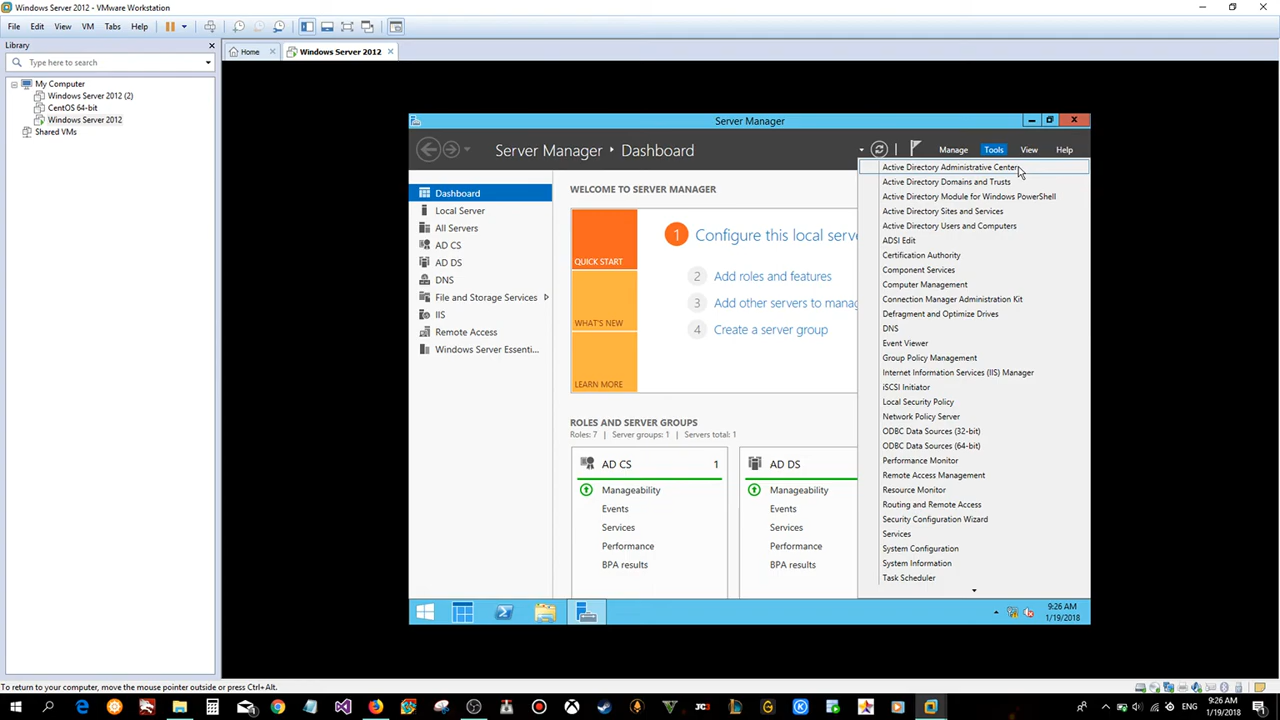 Windows Server 2012 - VMware Workstation
File Edit View VM Tabs Help
Library
Type here to search
My Computer
Windows Server 2012 (2)
CentOS 64-bit
Windows Server 2012
Shared VMs
Home
Windows Server 2012
Server Manager
Server Manager ▸ Dashboard
Manage Tools View Help
Dashboard
Local Server
All Servers
AD CS
AD DS
DNS
File and Storage Services
IIS
Remote Access
Windows Server Essenti...
WELCOME TO SERVER MANAGER
QUICK START
WHAT'S NEW
LEARN MORE
1 Configure this local serve
2 Add roles and features
3 Add other servers to manag
4 Create a server group
ROLES AND SERVER GROUPS
Roles: 7 | Server groups: 1 | Servers total: 1
AD CS 1
Manageability
Events
Services
Performance
BPA results
AD DS
Manageability
Events
Services
Performance
BPA results
Active Directory Administrative Center
Active Directory Domains and Trusts
Active Directory Module for Windows PowerShell
Active Directory Sites and Services
Active Directory Users and Computers
ADSI Edit
Certification Authority
Component Services
Computer Management
Connection Manager Administration Kit
Defragment and Optimize Drives
DNS
Event Viewer
Group Policy Management
Internet Information Services (IIS) Manager
iSCSI Initiator
Local Security Policy
Network Policy Server
ODBC Data Sources (32-bit)
ODBC Data Sources (64-bit)
Performance Monitor
Remote Access Management
Resource Monitor
Routing and Remote Access
Security Configuration Wizard
Services
System Configuration
System Information
Task Scheduler
9:26 AM
1/19/2018
To return to your computer, move the mouse pointer outside or press Ctrl+Alt.
ENG
9:26 AM
1/19/2018